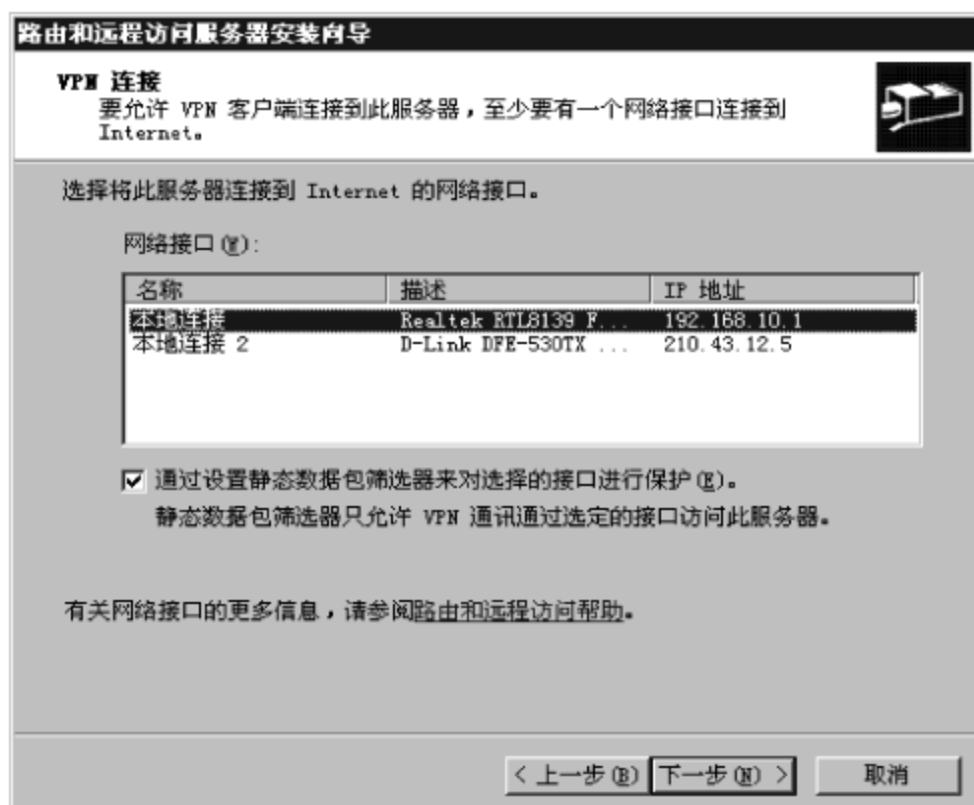 路由和远程访问服务器安装向导
VPN 连接
要允许 VPN 客户端连接到此服务器，至少要有一个网络接口连接到
Internet。
选择将此服务器连接到 Internet 的网络接口。
网络接口(W):
名称 描述 IP 地址
本地连接 Realtek RTL8139 F... 192.168.10.1
本地连接 2 D-Link DFE-530TX ... 210.43.12.5
通过设置静态数据包筛选器来对选择的接口进行保护(E)。
静态数据包筛选器只允许 VPN 通讯通过选定的接口访问此服务器。
有关网络接口的更多信息，请参阅路由和远程访问帮助。
< 上一步(B) 下一步(N) > 取消